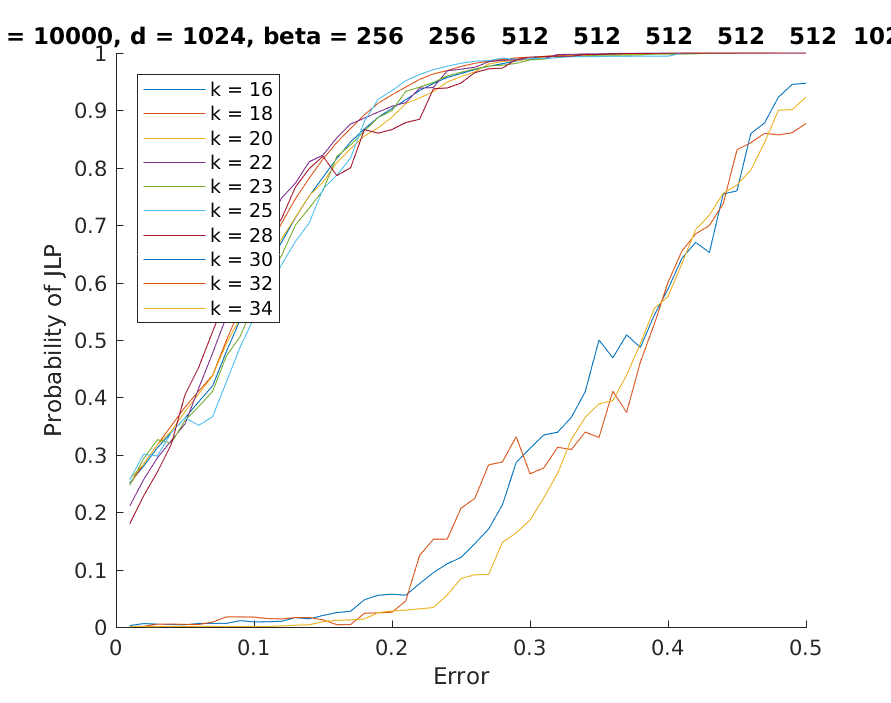 = 10000, d = 1024, beta = 256 256 512 512 512 512 512 102
1
0.9
0.8
0.7
0.6
0.5
0.4
0.3
0.2
0.1
0
Probability of JLP
k = 16
k = 18
k = 20
k = 22
k = 23
k = 25
k = 28
k = 30
k = 32
k = 34
0 0.1 0.2 0.3 0.4 0.5
Error